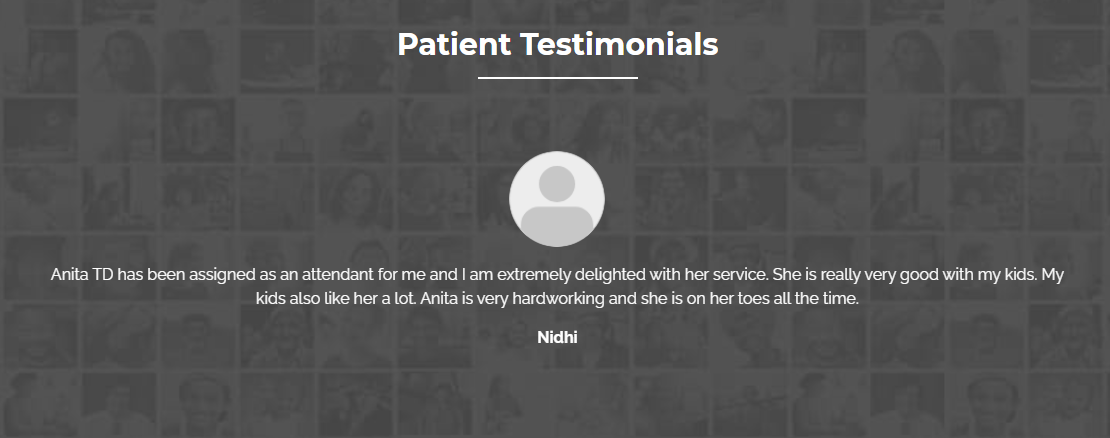 Patient Testimonials
Anita TD has been assigned as an attendant for me and I am extremely delighted with her service. She is really very good with my kids. My
kids also like her a lot. Anita is very hardworking and she is on her toes all the time.
Nidhi